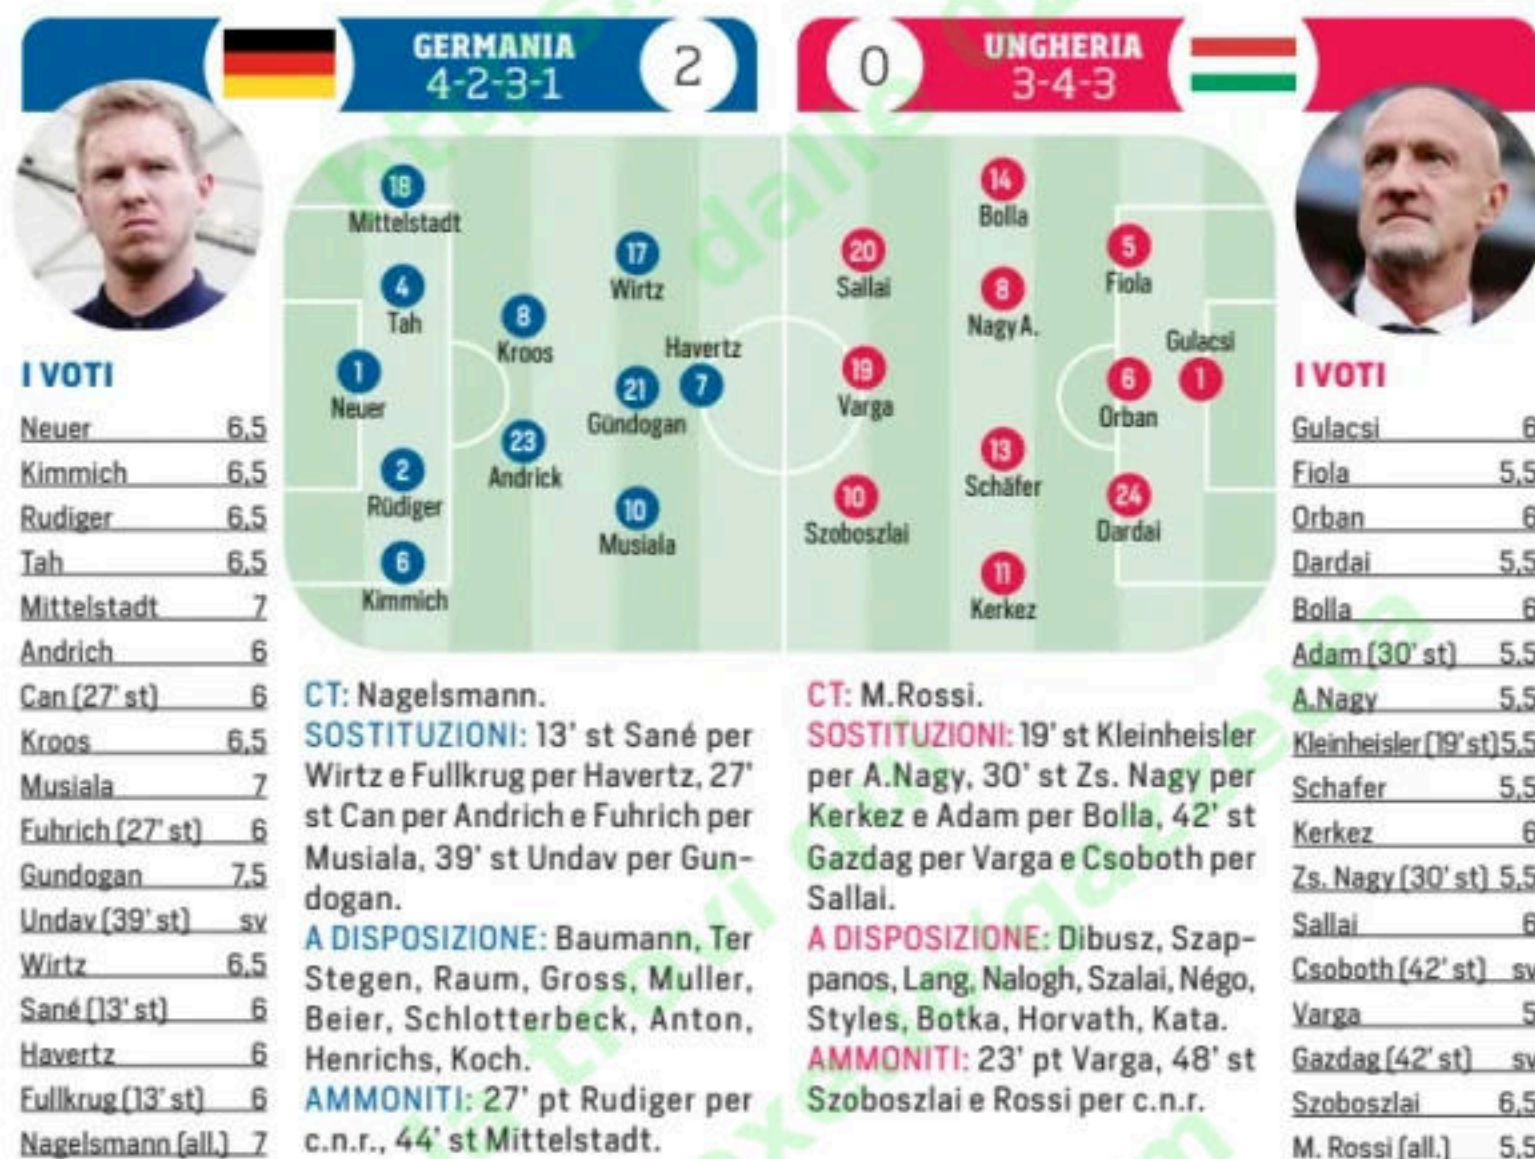 GERMANIA
4-2-3-1
2
0
UNGHERIA
3-4-3
18
Mittelstadt
4
Tah
1
Neuer
2
Rüdiger
6
Kimmich
8
Kroos
23
Andrick
17
Wirtz
21
Gündogan
Havertz
7
10
Musiala
20
Sallai
19
Varga
10
Szoboszlai
14
Bolla
8
Nagy A.
13
Schäfer
11
Kerkez
5
Fiola
6
Orban
24
Dardai
Gulacsi
1
I VOTI
Neuer 6,5
Kimmich 6,5
Rudiger 6,5
Tah 6,5
Mittelstadt 7
Andrich 6
Can (27' st) 6
Kroos 6,5
Musiala 7
Fuhrich (27' st) 6
Gundogan 7,5
Undav (39' st) sv
Wirtz 6,5
Sané (13' st) 6
Havertz 6
Fullkrug (13' st) 6
Nagelsmann (all.) 7
CT: Nagelsmann.
SOSTITUZIONI: 13' st Sané per
Wirtz e Fullkrug per Havertz, 27'
st Can per Andrich e Fuhrich per
Musiala, 39' st Undav per Gun-
dogan.
A DISPOSIZIONE: Baumann, Ter
Stegen, Raum, Gross, Muller,
Beier, Schlotterbeck, Anton,
Henrichs, Koch.
AMMONITI: 27' pt Rudiger per
c.n.r., 44' st Mittelstadt.
CT: M.Rossi.
SOSTITUZIONI: 19' st Kleinheisler
per A.Nagy, 30' st Zs. Nagy per
Kerkez e Adam per Bolla, 42' st
Gazdag per Varga e Csoboth per
Sallai.
A DISPOSIZIONE: Dibusz, Szap-
panos, Lang, Nalogh, Szalai, Négo,
Styles, Botka, Horvath, Kata.
AMMONITI: 23' pt Varga, 48' st
Szoboszlai e Rossi per c.n.r.
I VOTI
Gulacsi 6
Fiola 5,5
Orban 6
Dardai 5,5
Bolla 6
Adam (30' st) 5,5
A.Nagy 5,5
Kleinheisler (19' st) 5,5
Schafer 5,5
Kerkez 6
Zs. Nagy (30' st) 5,5
Sallai 6
Csoboth (42' st) sv
Varga 5
Gazdag (42' st) sv
Szoboszlai 6,5
M. Rossi (all.) 5,5